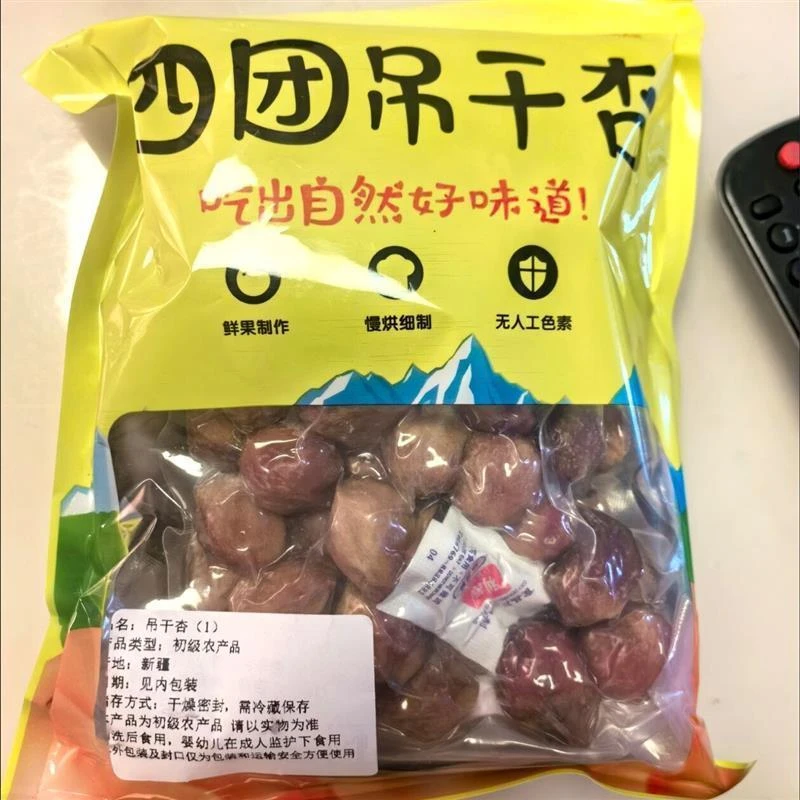 四团吊干杏
吃出自然好味道!
鲜果制作
慢烘细制
无人工色素
04
名: 吊干杏 (1)
品类型: 初级农产品
地: 新疆
期: 见内包装
存方式: 干燥密封, 需冷藏保存
产品为初级农产品 请以实物为准
洗后食用, 婴幼儿在成人监护下食用
外包装及封口仅为包装和运输安全方便使用